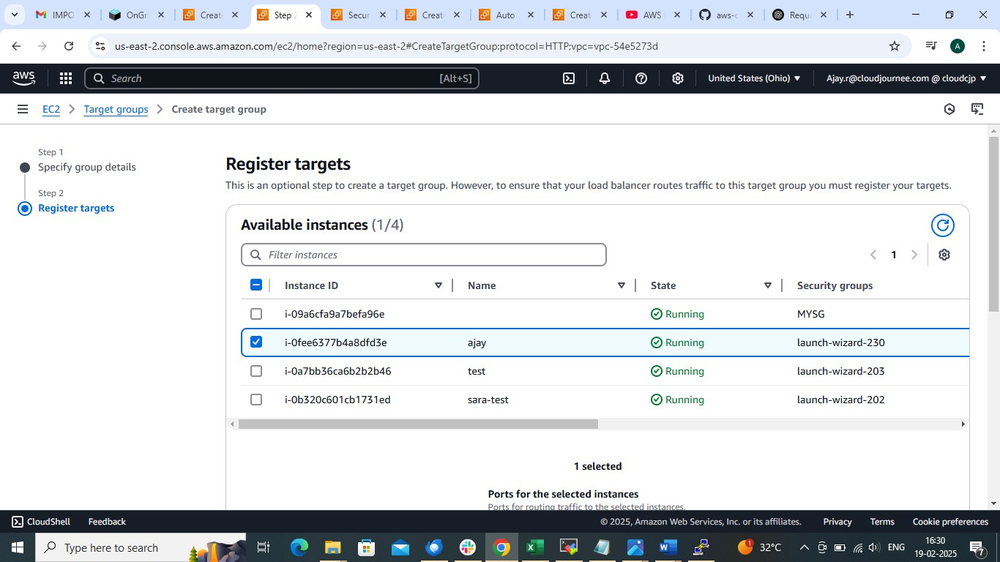 IMPO
OnGr
Create
Step 2
Secur
Create
Auto
Create
AWS
aws-c
Requ
us-east-2.console.aws.amazon.com/ec2/home?region=us-east-2#CreateTargetGroup:protocol=HTTP;vpc=vpc-54e5273d
A
aws
Search
[Alt+S]
United States (Ohio)
Ajay.r@cloudjournee.com @ cloudcjp
EC2
Target groups
Create target group
Step 1
Specify group details
Step 2
Register targets
Register targets
This is an optional step to create a target group. However, to ensure that your load balancer routes traffic to this target group you must register your targets.
Available instances (1/4)
Filter instances
1
Instance ID Name State Security groups
i-09a6cfa9a7befa96e Running MYSG
i-0fee6377b4a8dfd3e ajay Running launch-wizard-230
i-0a7bb36ca6b2b2b46 test Running launch-wizard-203
i-0b320c601cb1731ed sara-test Running launch-wizard-202
1 selected
Ports for the selected instances
Ports for routing traffic to the selected instances.
CloudShell
Feedback
© 2025, Amazon Web Services, Inc. or its affiliates.
Privacy
Terms
Cookie preferences
Type here to search
1
32°C
ENG
16:30
19-02-2025
7